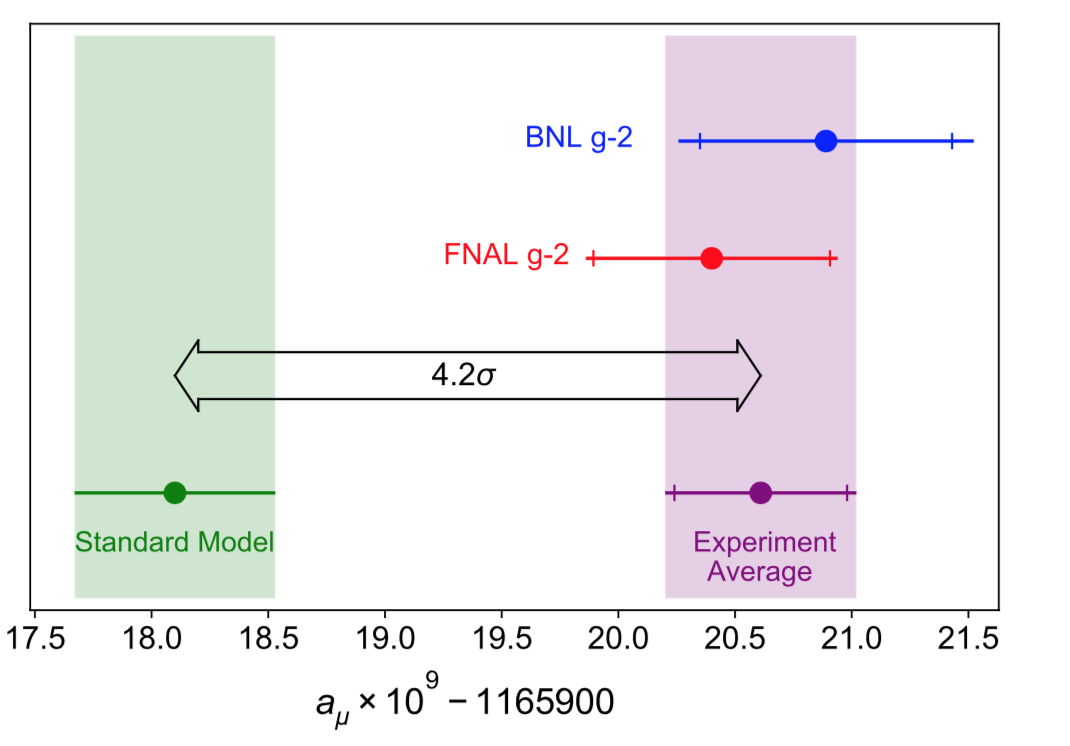 BNL g-2
FNAL g-2
4.2σ
Standard Model
Experiment
Average
17.5 18.0 18.5 19.0 19.5 20.0 20.5 21.0 21.5
aμ × 10⁹ − 1165900